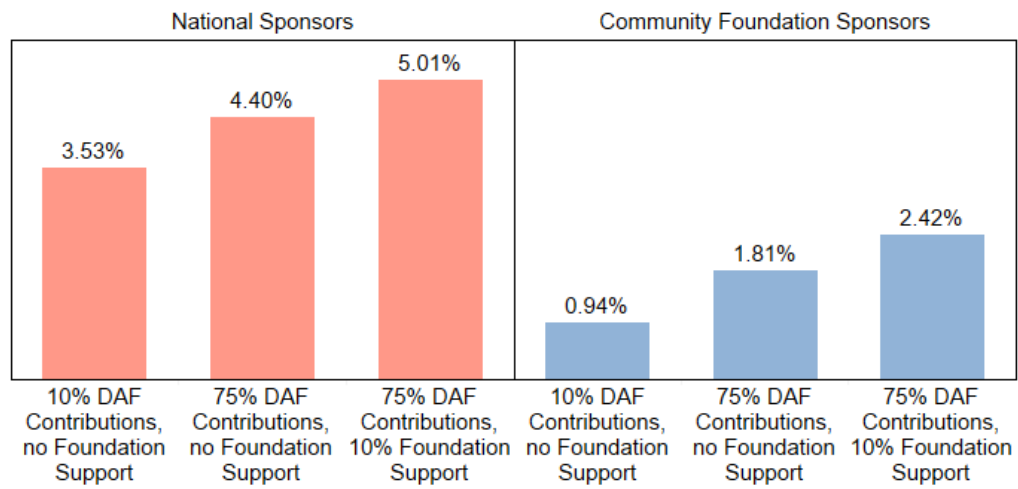 National Sponsors
Community Foundation Sponsors
3.53%
4.40%
5.01%
0.94%
1.81%
2.42%
10% DAF
Contributions,
no Foundation
Support
75% DAF
Contributions,
no Foundation
Support
75% DAF
Contributions,
10% Foundation
Support
10% DAF
Contributions,
no Foundation
Support
75% DAF
Contributions,
no Foundation
Support
75% DAF
Contributions,
10% Foundation
Support